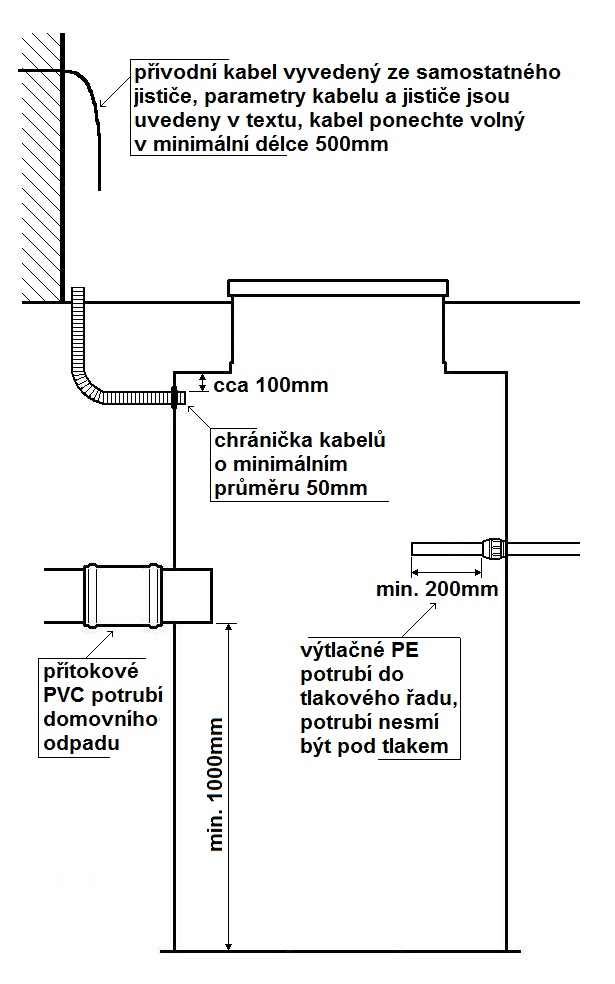 přívodní kabel vyvedený ze samostatného
jističe, parametry kabelu a jističe jsou
uvedeny v textu, kabel ponechte volný
v minimální délce 500mm
cca 100mm
chránička kabelů
o minimálním
průměru 50mm
min. 200mm
přítokové
PVC potrubí
domovního
odpadu
výtlačné PE
potrubí do
tlakového řadu,
potrubí nesmí
být pod tlakem
min. 1000mm